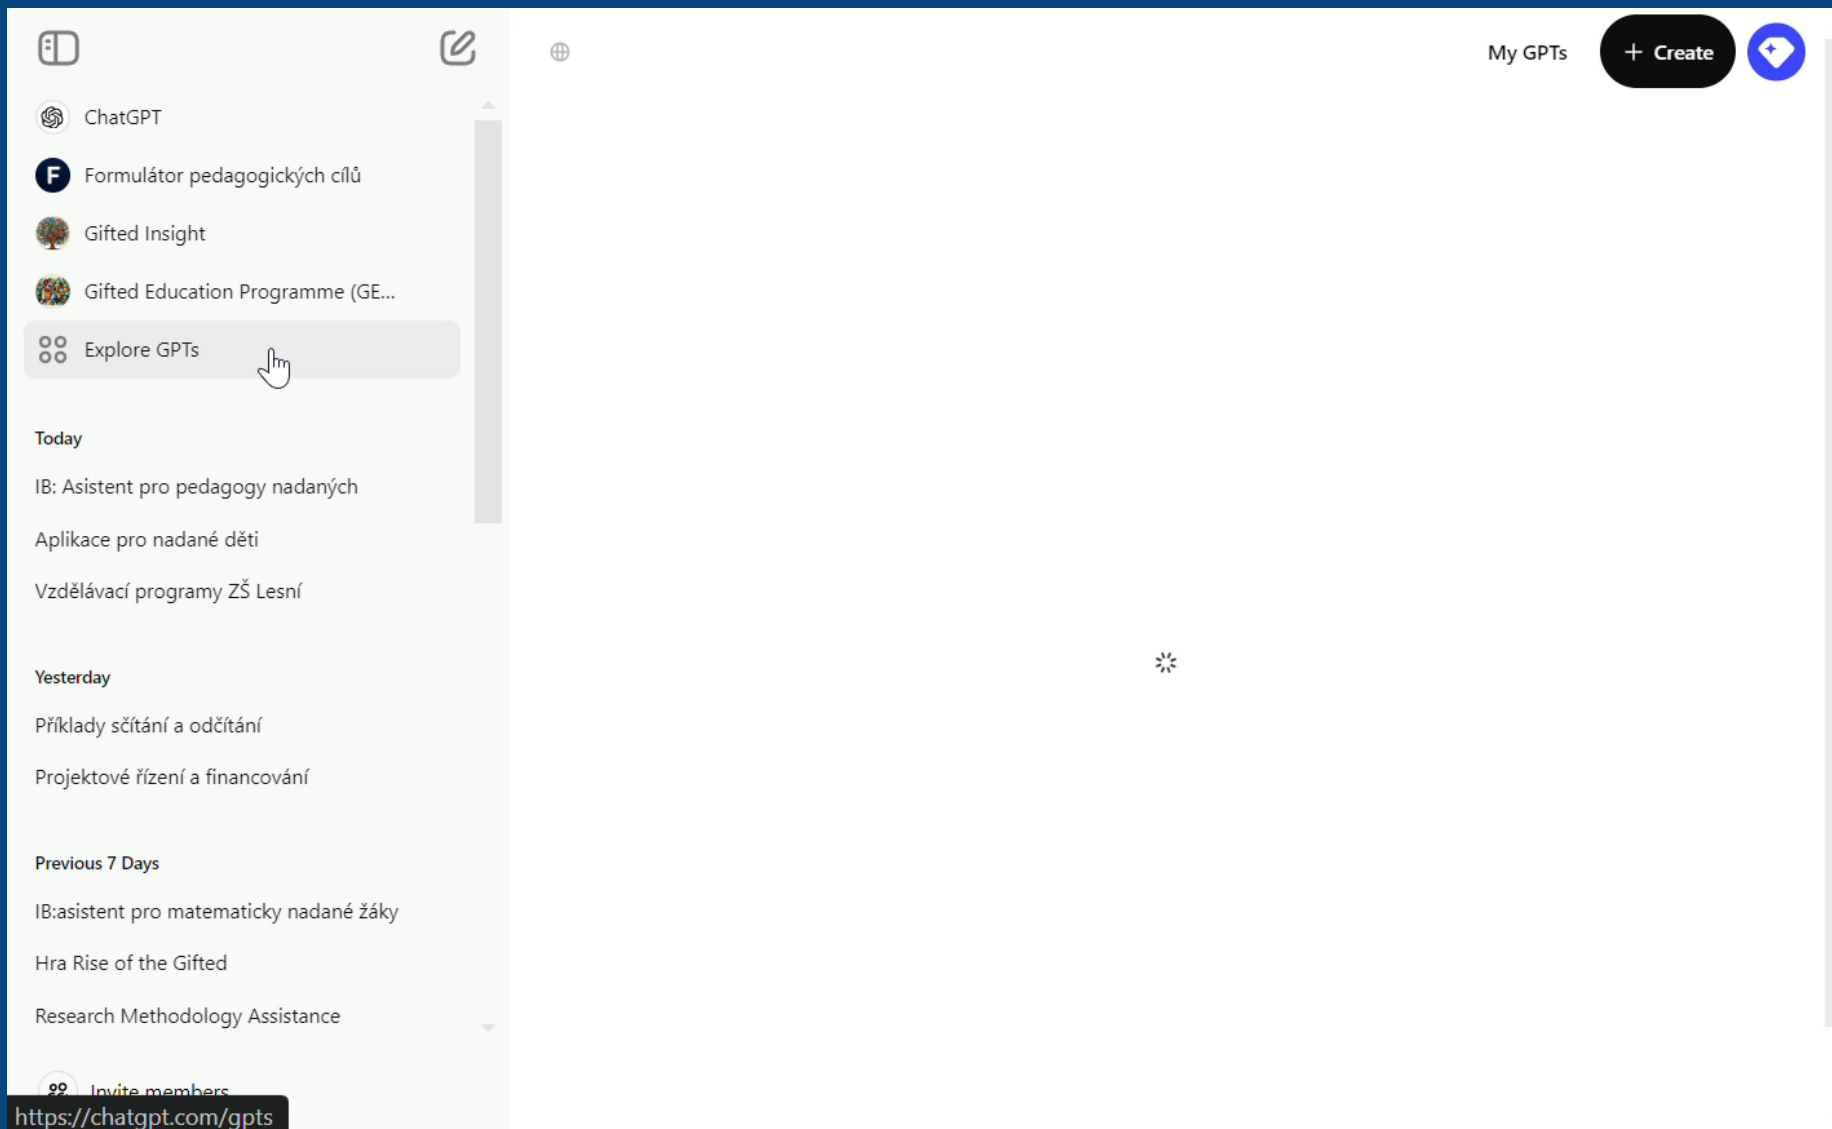 My GPTs
+ Create
ChatGPT
F
Formulátor pedagogických cílů
Gifted Insight
Gifted Education Programme (GE...
Explore GPTs
Today
IB: Asistent pro pedagogy nadaných
Aplikace pro nadané děti
Vzdělávací programy ZŠ Lesní
Yesterday
Příklady sčítání a odčítání
Projektové řízení a financování
Previous 7 Days
IB:asistent pro matematicky nadané žáky
Hra Rise of the Gifted
Research Methodology Assistance
Invite members
https://chatgpt.com/gpts